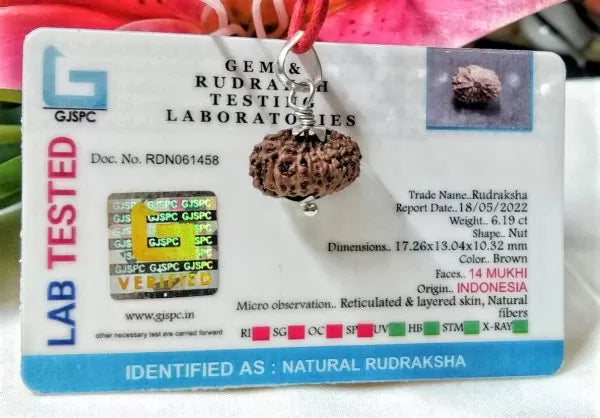 GEM &
RUDRAKSH
TESTING
LABORATORIES
GJSPC
Doc. No. RDN061458
LAB TESTED
GJSPC GJSPC
GJSPC GJSPC GJSPC
GJSPC
GJSPC GJSPC GJSPC
VERIFIED
www.gjspc.in
other necessary test are carried forward
Trade Name..Rudraksha
Report Date..18/05/2022
Weight.. 6.19 ct
Shape.. Nut
Dimensions.. 17.26x13.04x10.32 mm
Color.. Brown
Faces.. 14 MUKHI
Origin.. INDONESIA
Micro observation.. Reticulated & layered skin, Natural
fibers
RI SG OC SP UV HB STM X-RAY
IDENTIFIED AS : NATURAL RUDRAKSHA